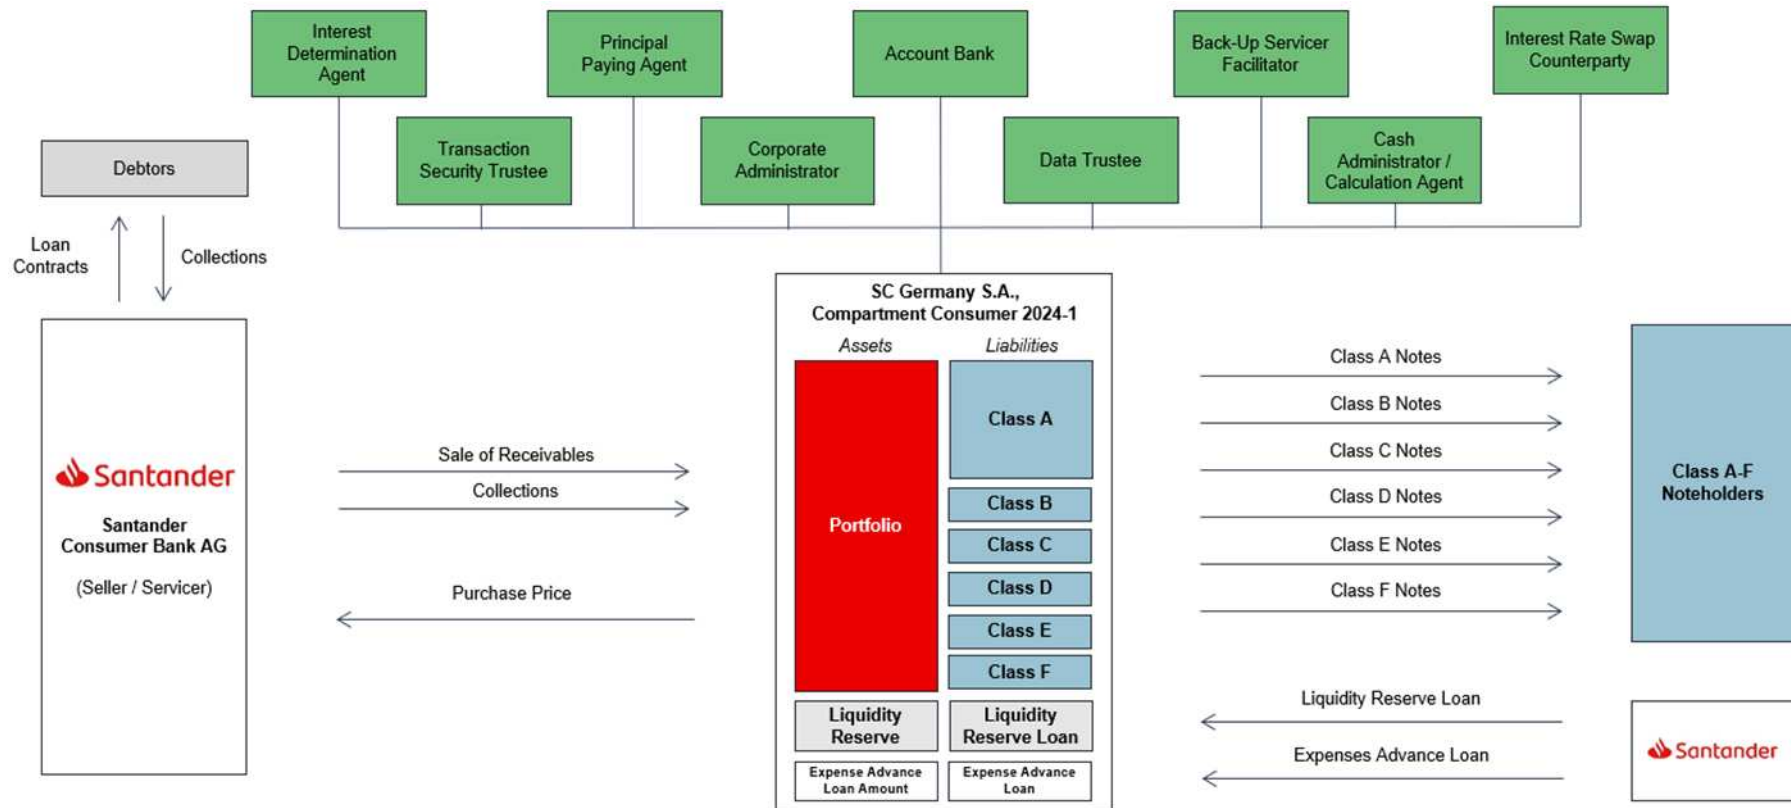 Interest
Determination
Agent
Principal
Paying Agent
Account Bank
Back-Up Servicer
Facilitator
Interest Rate Swap
Counterparty
Transaction
Security Trustee
Corporate
Administrator
Data Trustee
Cash
Administrator /
Calculation Agent
Debtors
Loan
Contracts
Collections
Santander
Santander
Consumer Bank AG
(Seller / Servicer)
Sale of Receivables
Collections
Purchase Price
SC Germany S.A.,
Compartment Consumer 2024-1
Assets
Liabilities
Portfolio
Class A
Class B
Class C
Class D
Class E
Class F
Liquidity
Reserve
Liquidity
Reserve Loan
Expense Advance
Loan Amount
Expense Advance
Loan
Class A Notes
Class B Notes
Class C Notes
Class D Notes
Class E Notes
Class F Notes
Class A-F
Noteholders
Liquidity Reserve Loan
Expenses Advance Loan
Santander